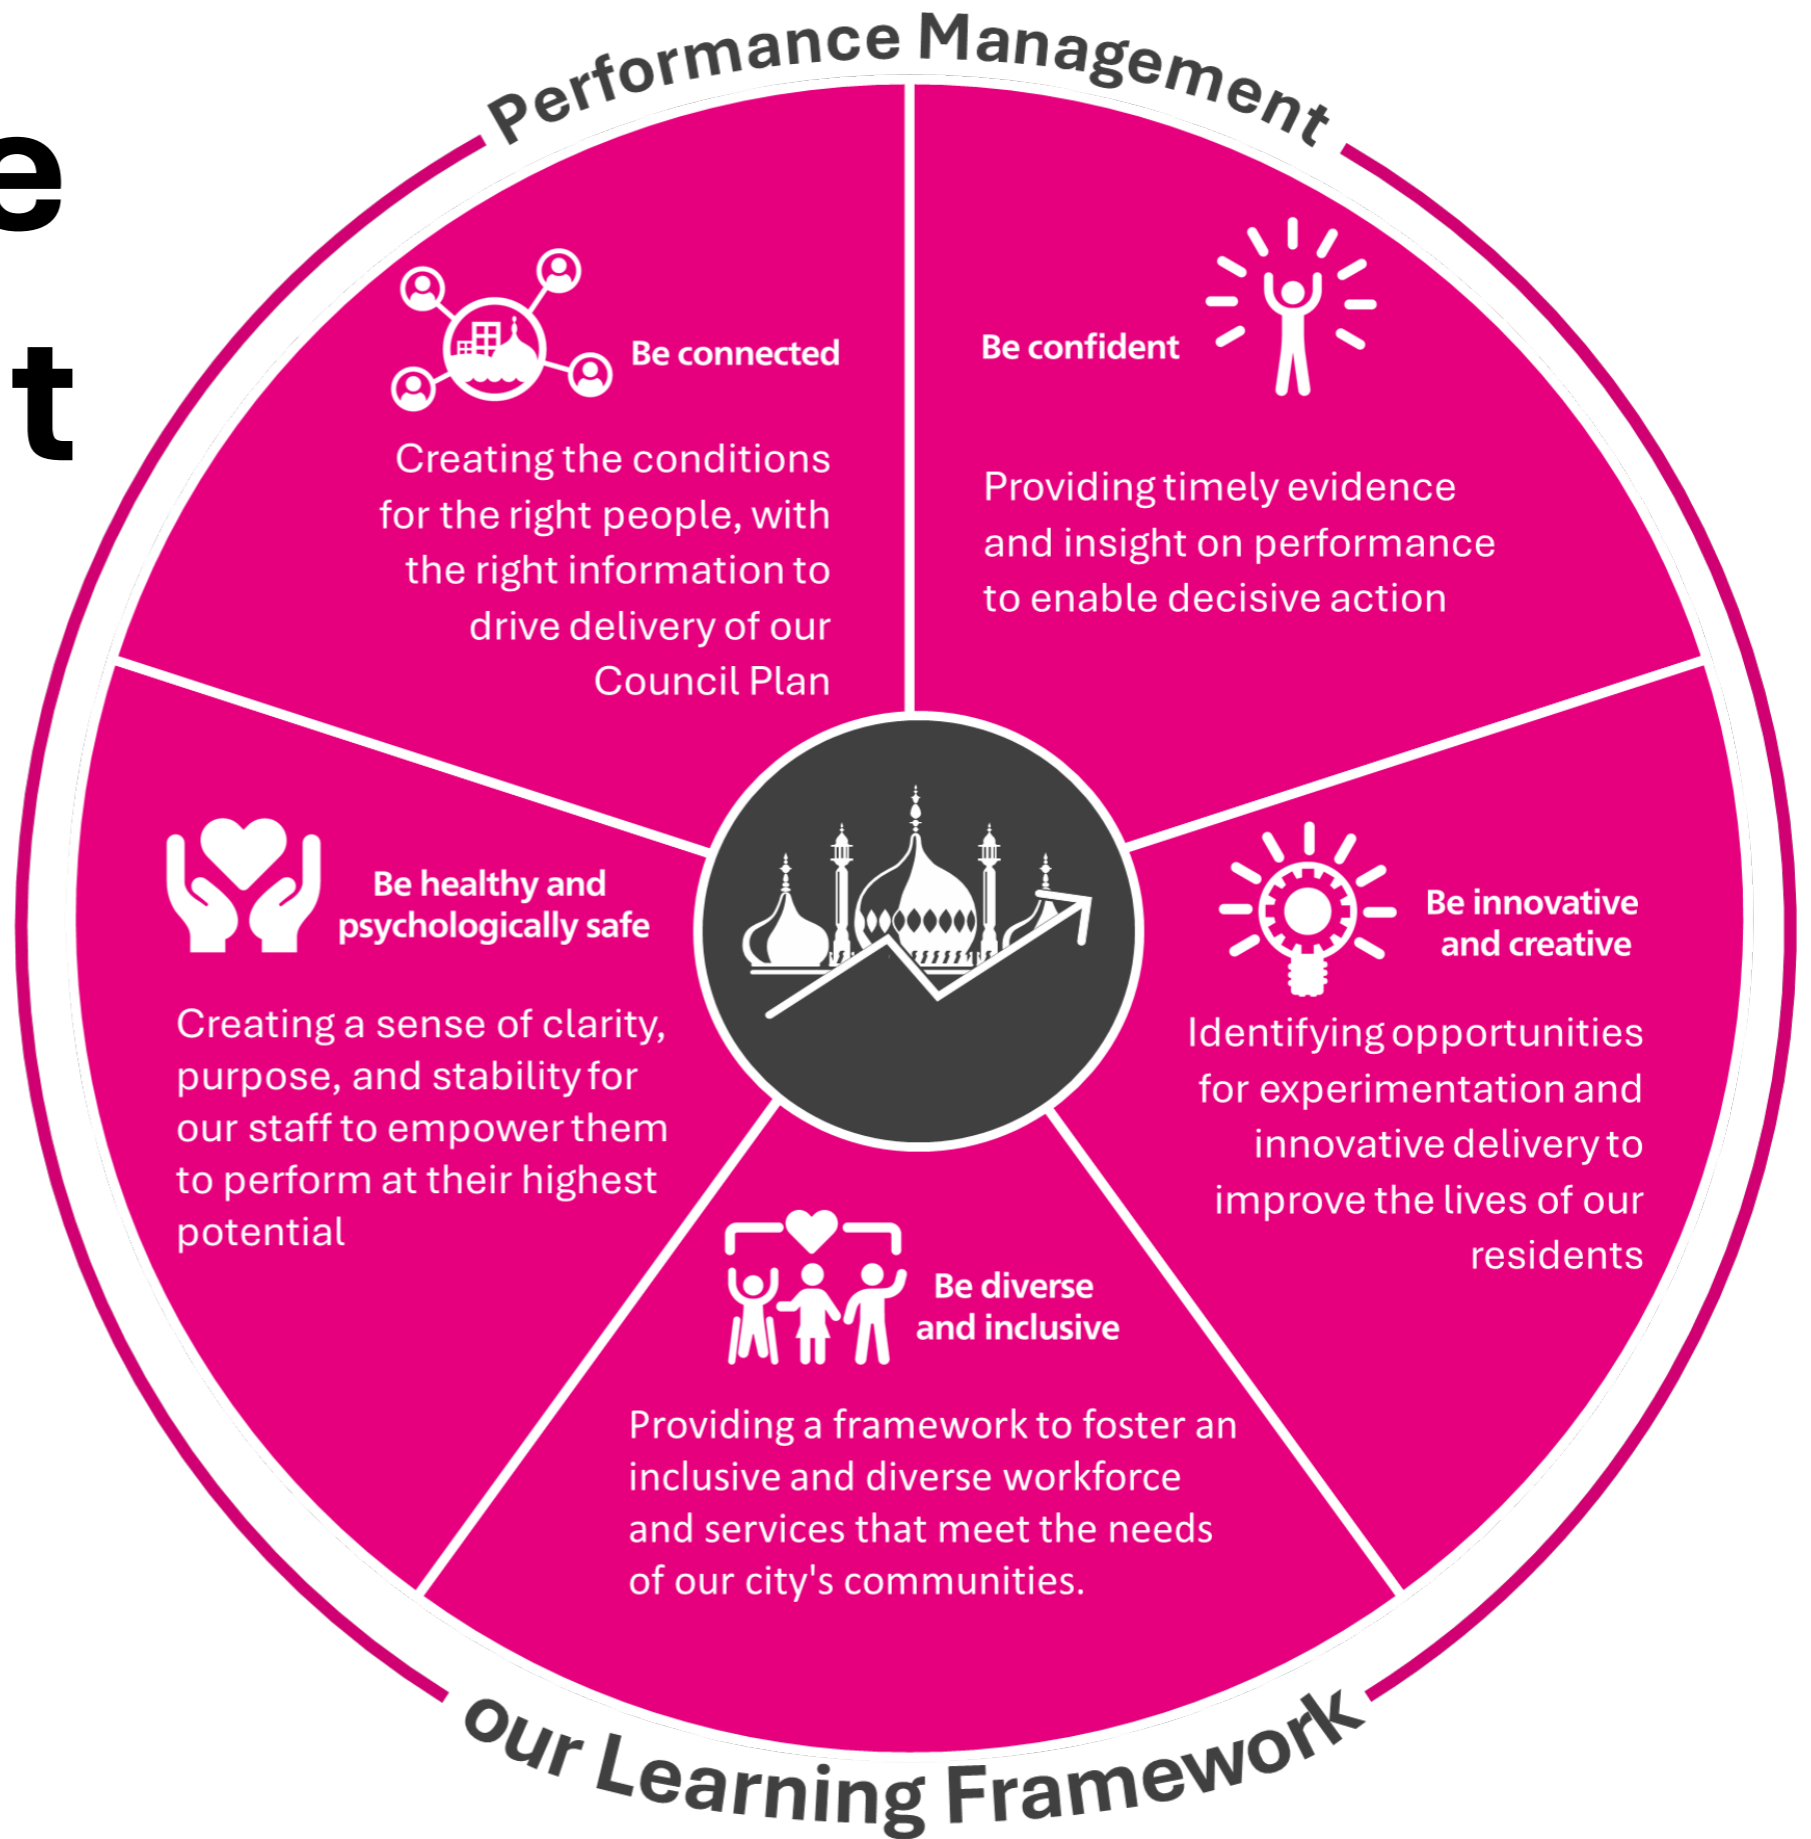 Performance Management
e
t
Be connected
Creating the conditions
for the right people, with
the right information to
drive delivery of our
Council Plan
Be confident
Providing timely evidence
and insight on performance
to enable decisive action
Be healthy and
psychologically safe
Creating a sense of clarity,
purpose, and stability for
our staff to empower them
to perform at their highest
potential
Be innovative
and creative
Identifying opportunities
for experimentation and
innovative delivery to
improve the lives of our
residents
Be diverse
and inclusive
Providing a framework to foster an
inclusive and diverse workforce
and services that meet the needs
of our city's communities.
our Learning Framework